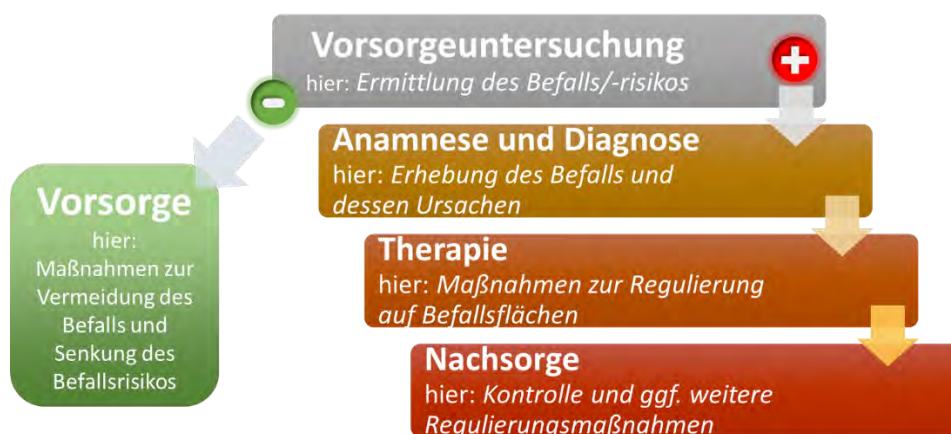 Vorsorgeuntersuchung
hier: Ermittlung des Befalls/-risikos
Anamnese und Diagnose
hier: Erhebung des Befalls und
dessen Ursachen
Vorsorge
hier:
Maßnahmen zur
Vermeidung des
Befalls und
Senkung des
Befallsrisikos
Therapie
hier: Maßnahmen zur Regulierung
auf Befallsflächen
Nachsorge
hier: Kontrolle und ggf. weitere
Regulierungsmaßnahmen